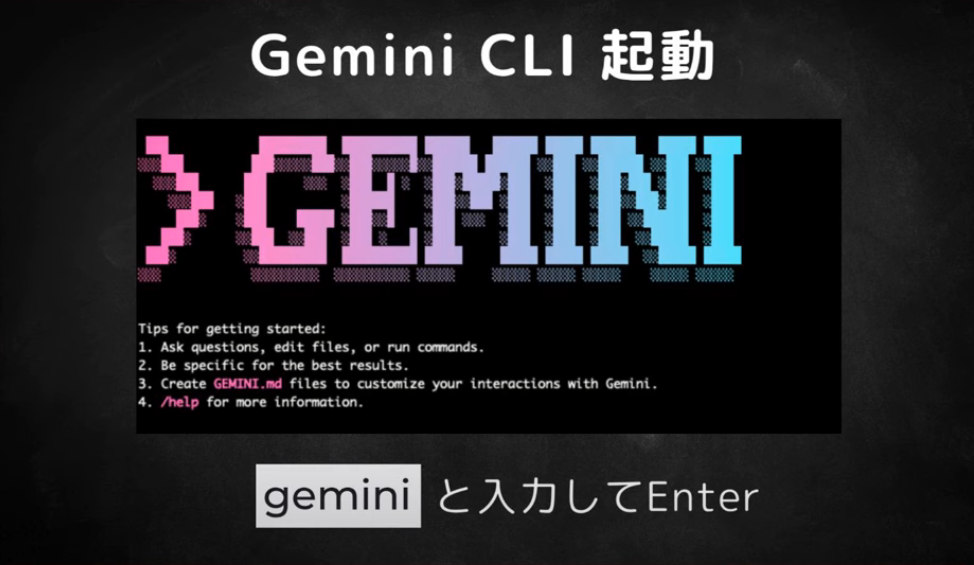 Gemini CLI 起動
>GEMINI
Tips for getting started:
1. Ask questions, edit files, or run commands.
2. Be specific for the best results.
3. Create GEMINI.md files to customize your interactions with Gemini.
4. /help for more information.
gemini と入力してEnter